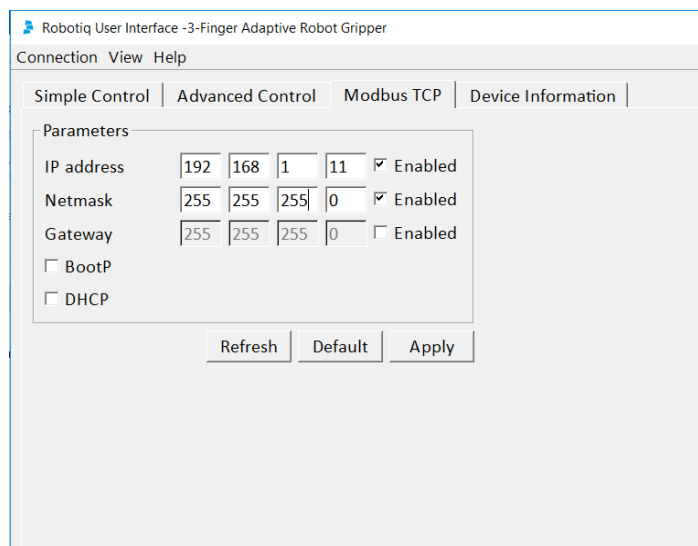 Robotiq User Interface -3-Finger Adaptive Robot Gripper
Connection View Help
Simple Control Advanced Control Modbus TCP Device Information
Parameters
IP address 192 168 1 11 Enabled
Netmask 255 255 255 0 Enabled
Gateway 255 255 255 0 Enabled
BootP
DHCP
Refresh Default Apply